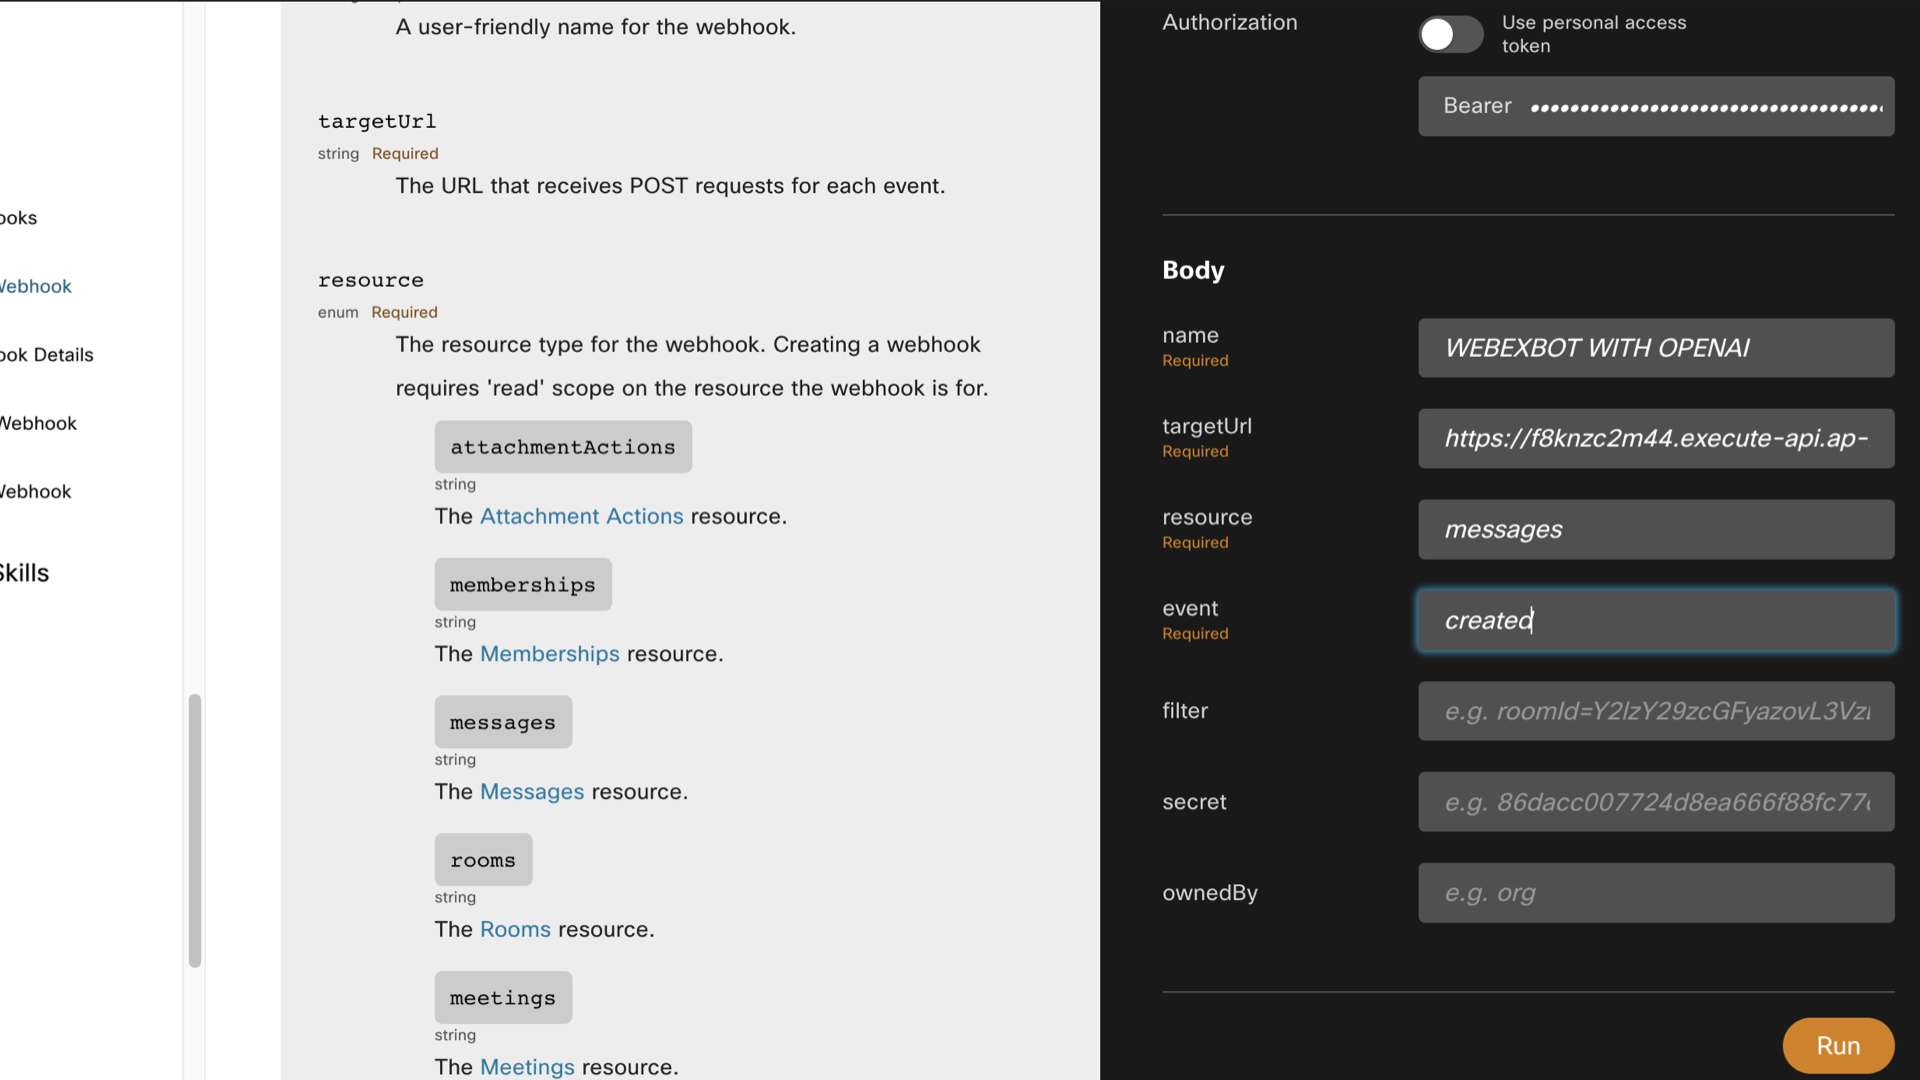 A user-friendly name for the webhook.
targetUrl
string Required
The URL that receives POST requests for each event.
resource
enum Required
The resource type for the webhook. Creating a webhook
requires 'read' scope on the resource the webhook is for.
attachmentActions
string
The Attachment Actions resource.
memberships
string
The Memberships resource.
messages
string
The Messages resource.
rooms
string
The Rooms resource.
meetings
string
The Meetings resource.
ooks
Webhook
ook Details
Webhook
Webhook
Skills
Authorization
Use personal access
token
Bearer ••••••••••••••••••••••••••••••••••••
Body
name
Required
WEBEXBOT WITH OPENAI
targetUrl
Required
https://f8knzc2m44.execute-api.ap-
resource
Required
messages
event
Required
created
filter
e.g. roomId=Y2lzY29zcGFyazovL3Vz
secret
e.g. 86dacc007724d8ea666f88fc77
ownedBy
e.g. org
Run